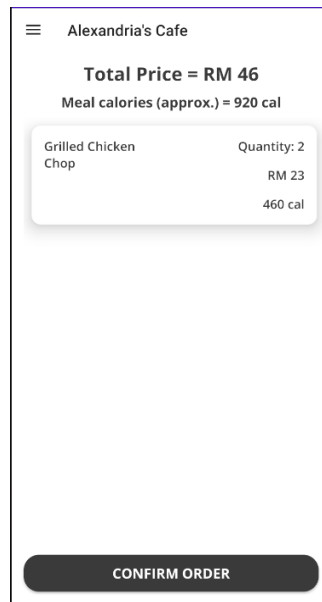 Alexandria's Cafe
Total Price = RM 46
Meal calories (approx.) = 920 cal
Grilled Chicken
Chop
Quantity: 2
RM 23
460 cal
CONFIRM ORDER